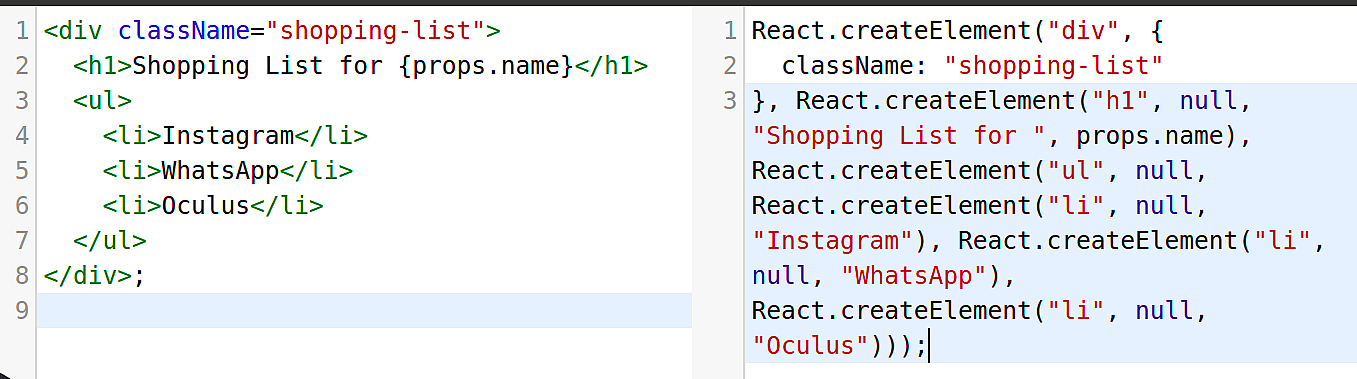 1 <div className="shopping-list">
2   <h1>Shopping List for {props.name}</h1>
3   <ul>
4     <li>Instagram</li>
5     <li>WhatsApp</li>
6     <li>Oculus</li>
7   </ul>
8 </div>;
9
1 React.createElement("div", {
2   className: "shopping-list"
3 }, React.createElement("h1", null,
"Shopping List for ", props.name),
React.createElement("ul", null,
React.createElement("li", null,
"Instagram"), React.createElement("li",
null, "WhatsApp"),
React.createElement("li", null,
"Oculus")));